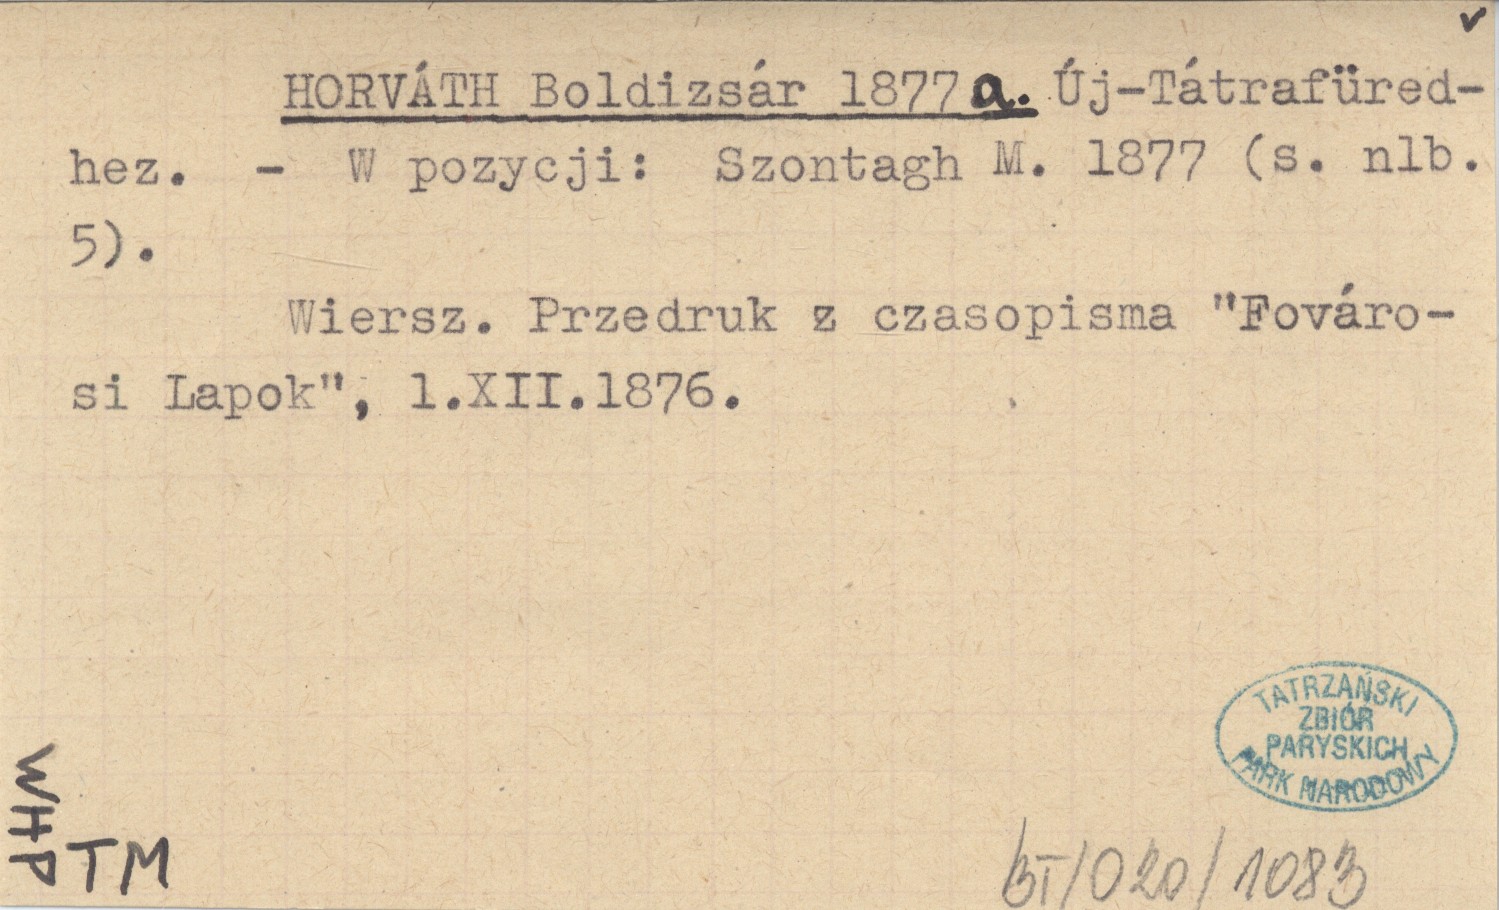 v
HORVÁTH Boldizsár 1877 a. Új-Tátrafüred-
hez. - W pozycji: Szontagh M. 1877 (s. nlb.
5).
Wiersz. Przedruk z czasopisma "Fováro-
si Lapok", 1.XII.1876.
TATRZAŃSKI
ZBIÓR
PARYSKICH
PARK NARODOWY
WHP
TM
BT/020/1083